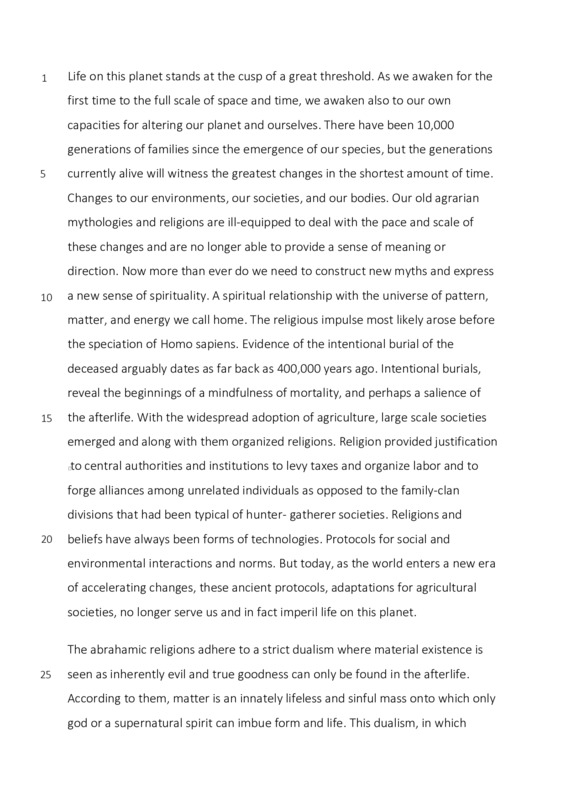 1 Life on this planet stands at the cusp of a great threshold. As we awaken for the
first time to the full scale of space and time, we awaken also to our own
capacities for altering our planet and ourselves. There have been 10,000
generations of families since the emergence of our species, but the generations
5 currently alive will witness the greatest changes in the shortest amount of time.
Changes to our environments, our societies, and our bodies. Our old agrarian
mythologies and religions are ill-equipped to deal with the pace and scale of
these changes and are no longer able to provide a sense of meaning or
direction. Now more than ever do we need to construct new myths and express
10 a new sense of spirituality. A spiritual relationship with the universe of pattern,
matter, and energy we call home. The religious impulse most likely arose before
the speciation of Homo sapiens. Evidence of the intentional burial of the
deceased arguably dates as far back as 400,000 years ago. Intentional burials,
reveal the beginnings of a mindfulness of mortality, and perhaps a salience of
15 the afterlife. With the widespread adoption of agriculture, large scale societies
emerged and along with them organized religions. Religion provided justification
to central authorities and institutions to levy taxes and organize labor and to
forge alliances among unrelated individuals as opposed to the family-clan
divisions that had been typical of hunter- gatherer societies. Religions and
20 beliefs have always been forms of technologies. Protocols for social and
environmental interactions and norms. But today, as the world enters a new era
of accelerating changes, these ancient protocols, adaptations for agricultural
societies, no longer serve us and in fact imperil life on this planet.
The abrahamic religions adhere to a strict dualism where material existence is
25 seen as inherently evil and true goodness can only be found in the afterlife.
According to them, matter is an innately lifeless and sinful mass onto which only
god or a supernatural spirit can imbue form and life. This dualism, in which